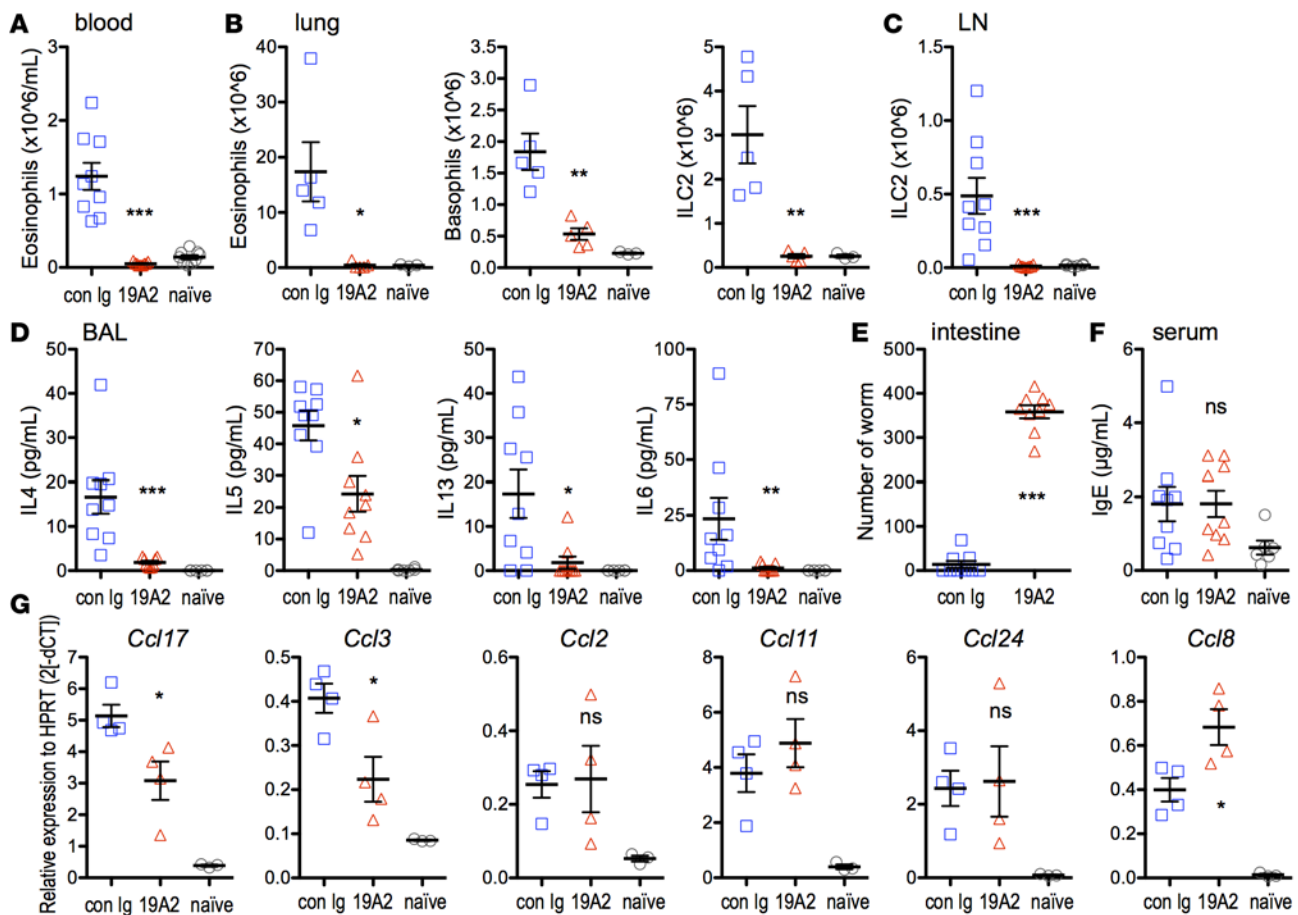 A blood
Eosinophils (x10^6/mL)
3
2
1
0
***
con Ig 19A2 naïve
B lung
Eosinophils (x10^6)
40
30
20
10
0
*
con Ig 19A2 naïve
Basophils (x10^6)
3.5
3.0
2.5
2.0
1.5
1.0
0.5
0.0
**
con Ig 19A2 naïve
ILC2 (x10^6)
5
4
3
2
1
0
**
con Ig 19A2 naïve
C LN
ILC2 (x10^6)
1.5
1.0
0.5
0.0
***
con Ig 19A2 naïve
D BAL
IL4 (pg/mL)
50
40
30
20
10
0
***
con Ig 19A2 naïve
IL5 (pg/mL)
70
60
50
40
30
20
10
0
*
con Ig 19A2 naïve
IL13 (pg/mL)
50
40
30
20
10
0
*
con Ig 19A2 naïve
IL6 (pg/mL)
100
75
50
25
0
**
con Ig 19A2 naïve
E intestine
Number of worm
500
400
300
200
100
0
***
con Ig 19A2
F serum
IgE (µg/mL)
6
4
2
0
ns
con Ig 19A2 naïve
G
Relative expression to HPRT (2[-dCT])
Ccl17
7
6
5
4
3
2
1
0
*
con Ig 19A2 naïve
Ccl3
0.5
0.4
0.3
0.2
0.1
0.0
*
con Ig 19A2 naïve
Ccl2
0.6
0.4
0.2
0.0
ns
con Ig 19A2 naïve
Ccl11
8
6
4
2
0
ns
con Ig 19A2 naïve
Ccl24
6
4
2
0
ns
con Ig 19A2 naïve
Ccl8
1.0
0.8
0.6
0.4
0.2
0.0
*
con Ig 19A2 naïve